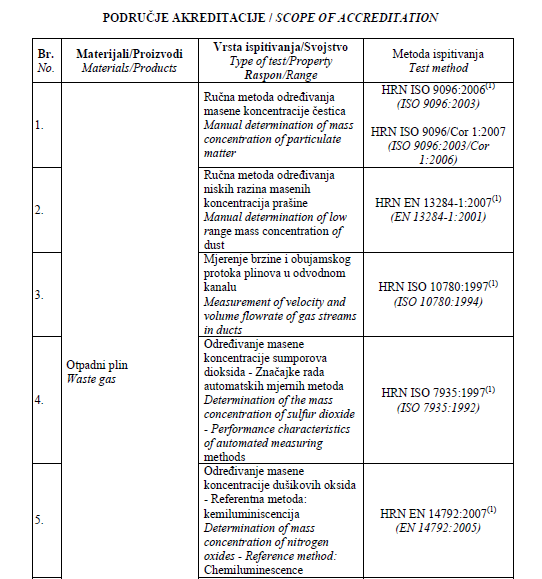 PODRUČJE AKREDITACIJE / SCOPE OF ACCREDITATION
Br.
No.
Materijali/Proizvodi
Materials/Products
Vrsta ispitivanja/Svojstvo
Type of test/Property
Raspon/Range
Metoda ispitivanja
Test method
1.
Ručna metoda određivanja
masene koncentracije čestica
Manual determination of mass
concentration of particulate
matter
HRN ISO 9096:2006(1)
(ISO 9096:2003)
HRN ISO 9096/Cor 1:2007
(ISO 9096:2003/Cor
1:2006)
2.
Ručna metoda određivanja
niskih razina masenih
koncentracija prašine
Manual determination of low
range mass concentration of
dust
HRN EN 13284-1:2007(1)
(EN 13284-1:2001)
3.
Mjerenje brzine i obujamskog
protoka plinova u odvodnom
kanalu
Measurement of velocity and
volume flowrate of gas streams
in ducts
HRN ISO 10780:1997(1)
(ISO 10780:1994)
Otpadni plin
Waste gas
4.
Određivanje masene
koncentracije sumporova
dioksida - Značajke rada
automatskih mjernih metoda
Determination of the mass
concentration of sulfur dioxide
- Performance characteristics
of automated measuring
methods
HRN ISO 7935:1997(1)
(ISO 7935:1992)
5.
Određivanje masene
koncentracije dušikovih oksida
- Referentna metoda:
kemiluminiscencija
Determination of mass
concentration of nitrogen
oxides - Reference method:
Chemiluminescence
HRN EN 14792:2007(1)
(EN 14792:2005)